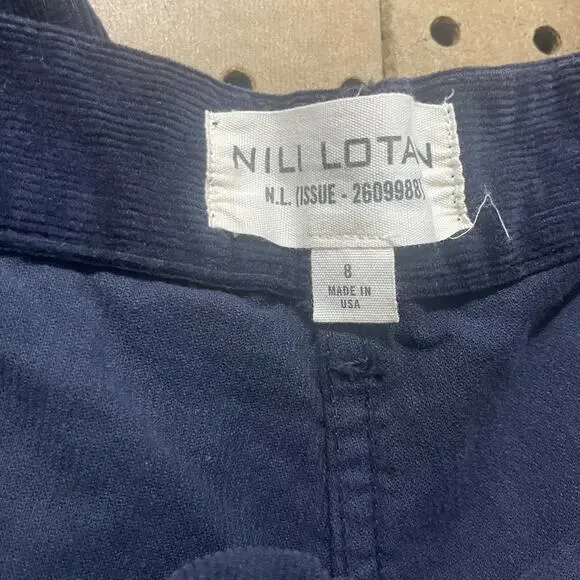 NILI LOTAN
N.L. (ISSUE - 2609988)
8
MADE IN
USA